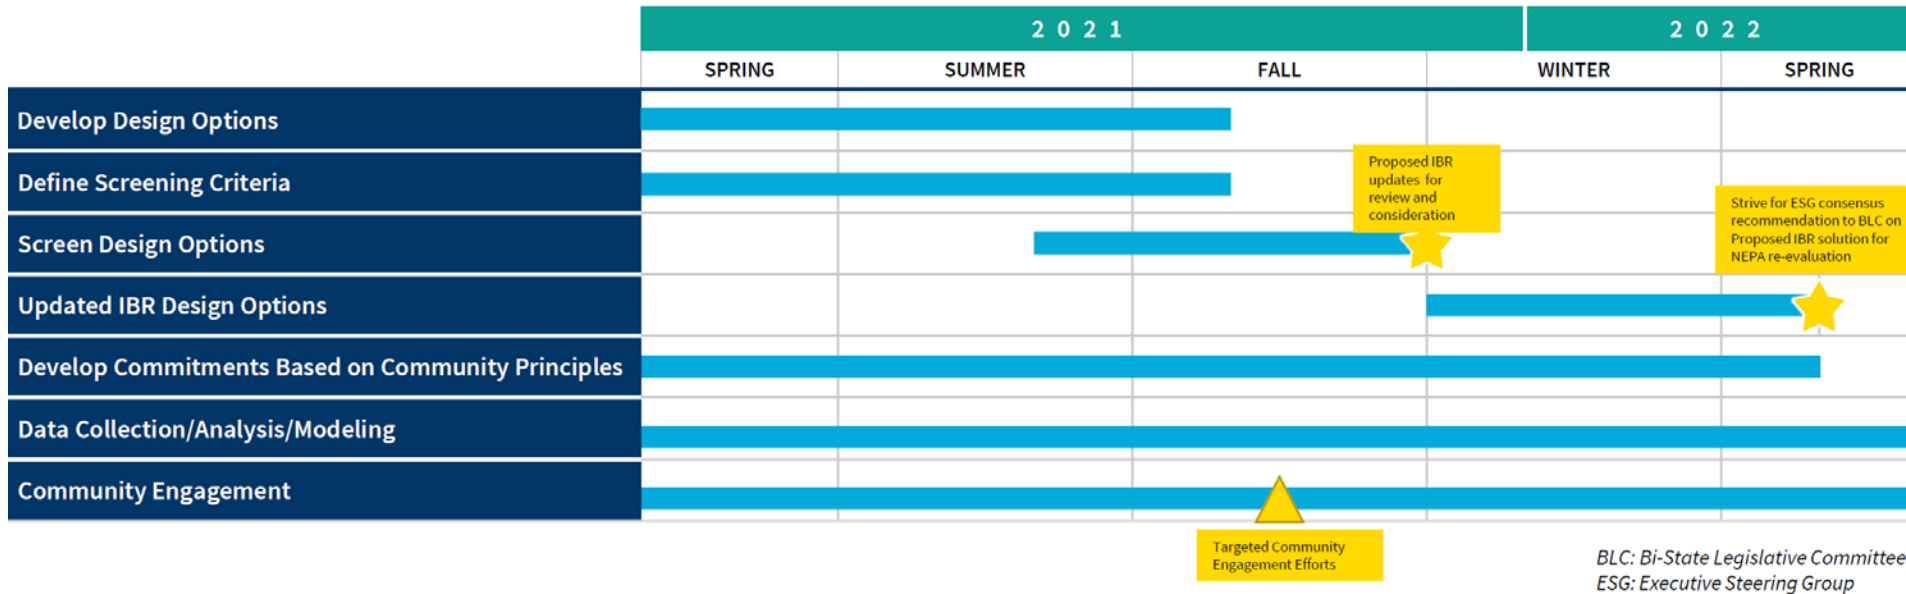 2021
2022
SPRING
SUMMER
FALL
WINTER
SPRING
Develop Design Options
Define Screening Criteria
Proposed IBR
updates for
review and
consideration
Screen Design Options
Strive for ESG consensus
recommendation to BLC on
Proposed IBR solution for
NEPA re-evaluation
Updated IBR Design Options
Develop Commitments Based on Community Principles
Data Collection/Analysis/Modeling
Community Engagement
Targeted Community
Engagement Efforts
BLC: Bi-State Legislative Committee
ESG: Executive Steering Group